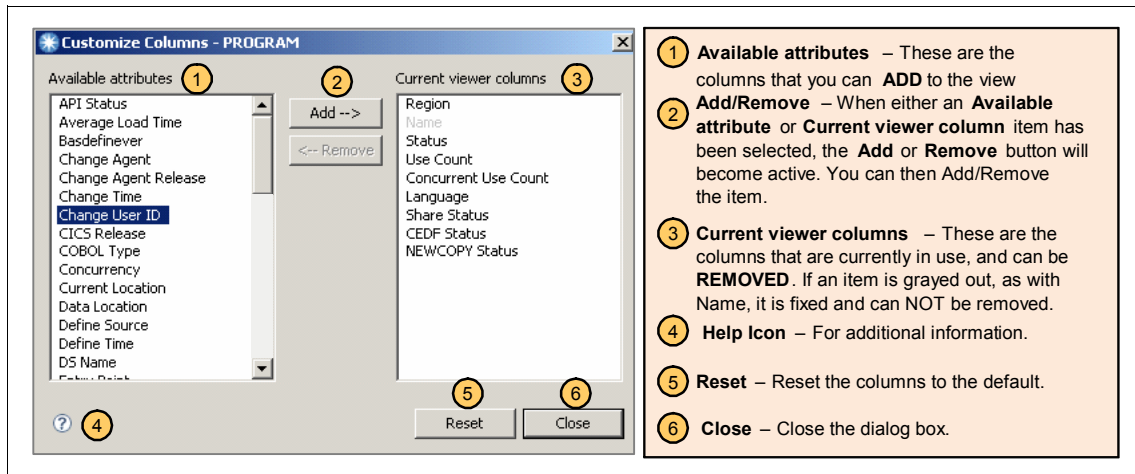 Customize Columns - PROGRAM
Available attributes 1
2
Current viewer columns 3
API Status
Average Load Time
Basdefinever
Change Agent
Change Agent Release
Change Time
Change User ID
CICS Release
COBOL Type
Concurrency
Current Location
Data Location
Define Source
Define Time
DS Name
Add -->
<-- Remove
Region
Name
Status
Use Count
Concurrent Use Count
Language
Share Status
CEDF Status
NEWCOPY Status
4
5
Reset
6
Close
1 Available attributes – These are the
columns that you can ADD to the view
2 Add/Remove – When either an Available
attribute or Current viewer column item has
been selected, the Add or Remove button will
become active. You can then Add/Remove
the item.
3 Current viewer columns – These are the
columns that are currently in use, and can be
REMOVED. If an item is grayed out, as with
Name, it is fixed and can NOT be removed.
4 Help Icon – For additional information.
5 Reset – Reset the columns to the default.
6 Close – Close the dialog box.